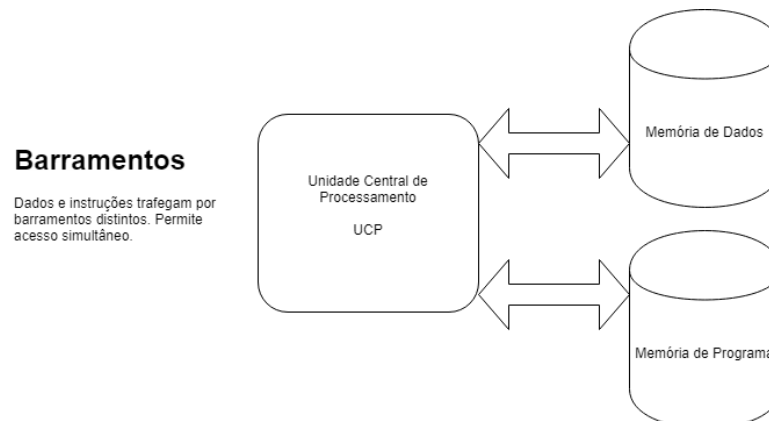 Barramentos
Dados e instruções trafegam por
barramentos distintos. Permite
acesso simultâneo.
Unidade Central de
Processamento
UCP
Memória de Dados
Memória de Programa